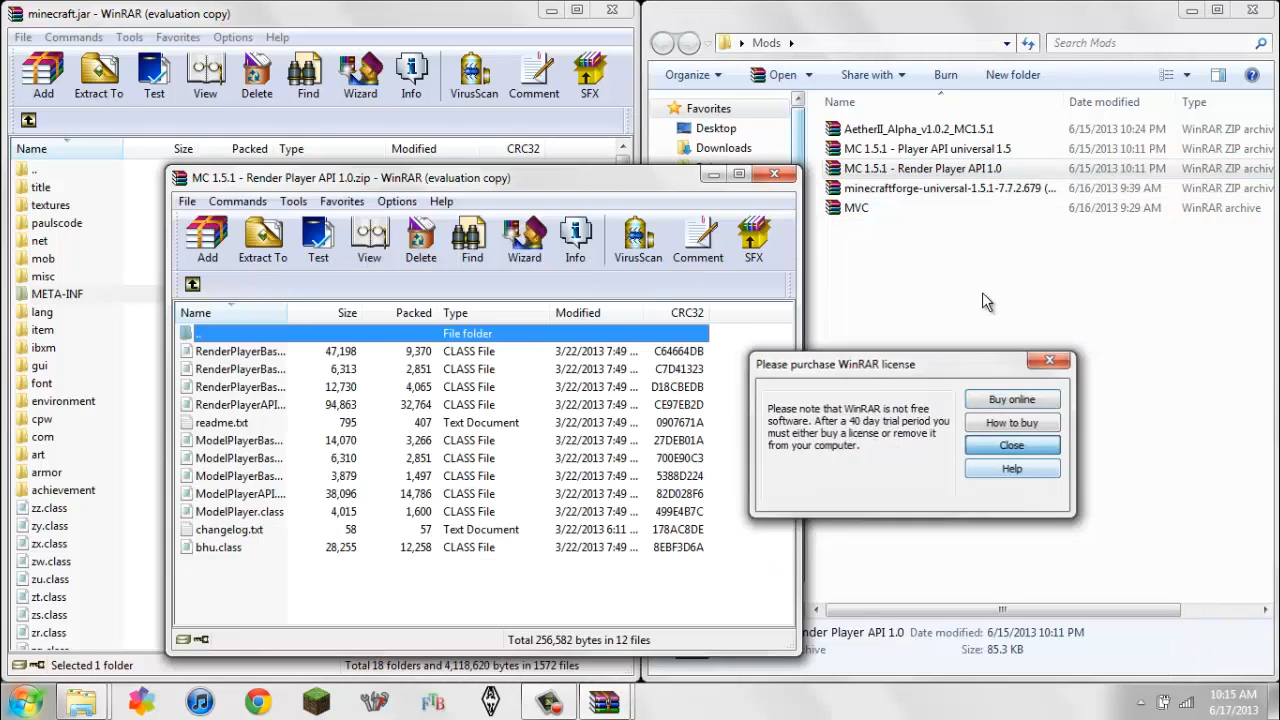 minecraft.jar - WinRAR (evaluation copy)
File Commands Tools Favorites Options Help
Add Extract To Test View Delete Find Wizard Info VirusScan Comment SFX
Name Size Packed Type Modified CRC32
..
title
textures
paulscode
net
mob
misc
META-INF
lang
item
ibxm
gui
font
environment
cpw
com
art
armor
achievement
zz.class
zy.class
zx.class
zw.class
zu.class
zt.class
zs.class
zr.class
Selected 1 folder Total 18 folders and 4,118,620 bytes in 1572 files
Mods
Search Mods
Organize Open Share with Burn New folder
Favorites
Desktop
Downloads
Name Date modified Type
AetherII_Alpha_v1.0.2_MC1.5.1 6/15/2013 10:24 PM WinRAR ZIP archiv
MC 1.5.1 - Player API universal 1.5 6/15/2013 10:11 PM WinRAR ZIP archiv
MC 1.5.1 - Render Player API 1.0 6/15/2013 10:11 PM WinRAR ZIP archiv
minecraftforge-universal-1.5.1-7.7.2.679 (... 6/16/2013 9:39 AM WinRAR ZIP archiv
MVC 6/16/2013 9:29 AM WinRAR archive
MC 1.5.1 - Render Player API 1.0.zip - WinRAR (evaluation copy)
File Commands Tools Favorites Options Help
Add Extract To Test View Delete Find Wizard Info VirusScan Comment SFX
Name Size Packed Type Modified CRC32
.. File folder
RenderPlayerBas... 47,198 9,370 CLASS File 3/22/2013 7:49 ... C64664DB
RenderPlayerBas... 6,313 2,851 CLASS File 3/22/2013 7:49 ... C7D41323
RenderPlayerBas... 12,730 4,065 CLASS File 3/22/2013 7:49 ... D18CBEDB
RenderPlayerAPI... 94,863 32,764 CLASS File 3/22/2013 7:49 ... CE97EB2D
readme.txt 795 407 Text Document 3/22/2013 7:49 ... 0907671A
ModelPlayerBas... 14,070 3,266 CLASS File 3/22/2013 7:49 ... 27DEB01A
ModelPlayerBas... 6,310 2,851 CLASS File 3/22/2013 7:49 ... 700E90C3
ModelPlayerBas... 3,879 1,497 CLASS File 3/22/2013 7:49 ... 5388D224
ModelPlayerAPI.... 38,096 14,786 CLASS File 3/22/2013 7:49 ... 82D028F6
ModelPlayer.class 4,015 1,600 CLASS File 3/22/2013 7:49 ... 499E4B7C
changelog.txt 58 57 Text Document 3/22/2013 6:11 ... 178AC8DE
bhu.class 28,255 12,258 CLASS File 3/22/2013 7:49 ... 8EBF3D6A
Total 256,582 bytes in 12 files
Please purchase WinRAR license
Please note that WinRAR is not free
software. After a 40 day trial period you
must either buy a license or remove it
from your computer.
Buy online
How to buy
Close
Help
nder Player API 1.0 Date modified: 6/15/2013 10:11 PM
archive Size: 85.3 KB
FTB
10:15 AM
6/17/2013